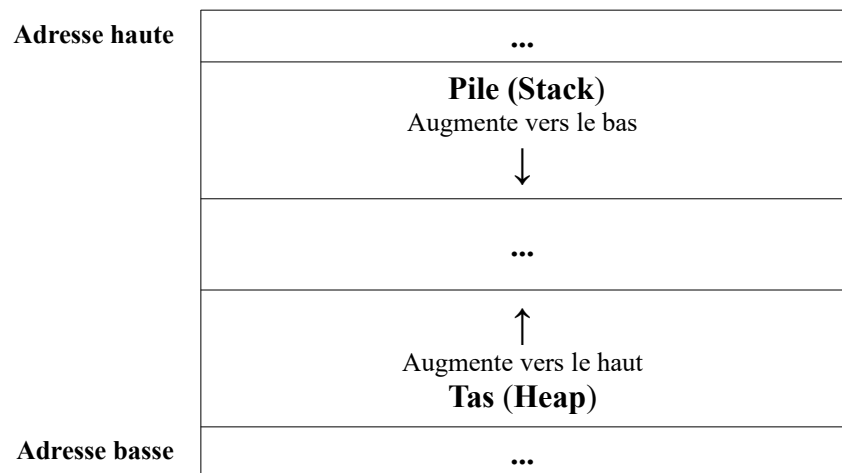 Adresse haute
...
Pile (Stack)
Augmente vers le bas
↓
...
↑
Augmente vers le haut
Tas (Heap)
Adresse basse
...